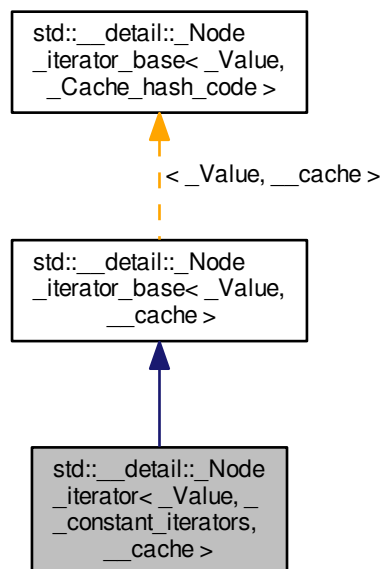 std::__detail::_Node
_iterator_base< _Value,
_Cache_hash_code >
< _Value, __cache >
std::__detail::_Node
_iterator_base< _Value,
__cache >
std::__detail::_Node
_iterator< _Value, _
_constant_iterators,
__cache >